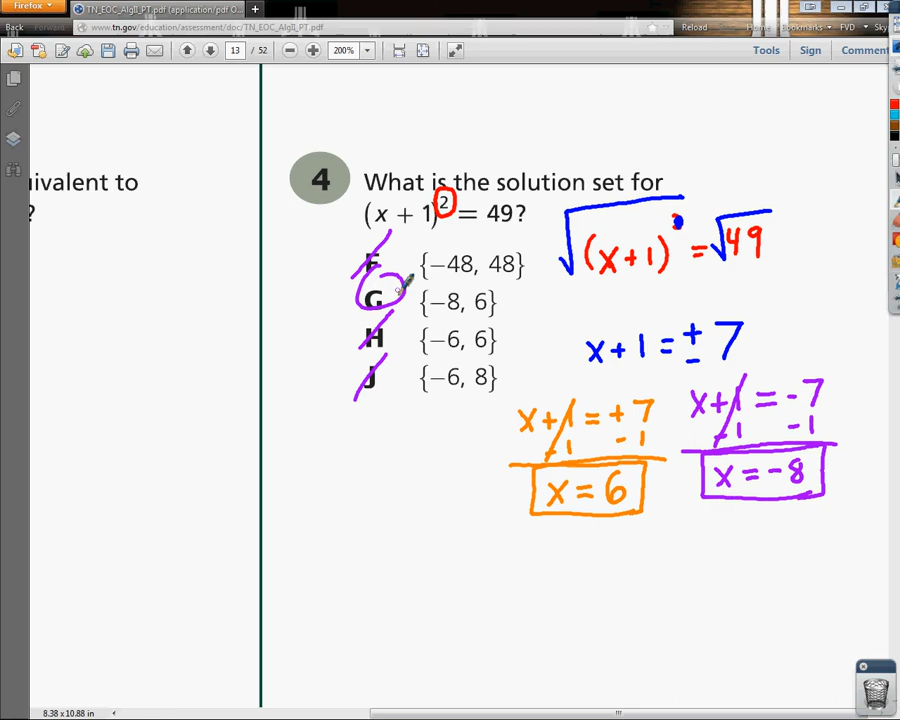 Firefox
TN_EOC_AlgII_PT.pdf (application/pdf O...
Back
Forward
www.tn.gov/education/assessment/doc/TN_EOC_AlgII_PT.pdf
Reload
Home
Bookmarks
FVD
Sky
13 / 52
200%
Tools
Sign
Comment
uivalent to
?
4 What is the solution set for
(x + 1)² = 49?
F {−48, 48}
G {−8, 6}
H {−6, 6}
J {−6, 8}
√(x+1)² = √49
x+1 = ± 7
x+1 = +7
-1 -1
x = 6
x+1 = -7
-1 -1
x = -8
8.38 x 10.88 in